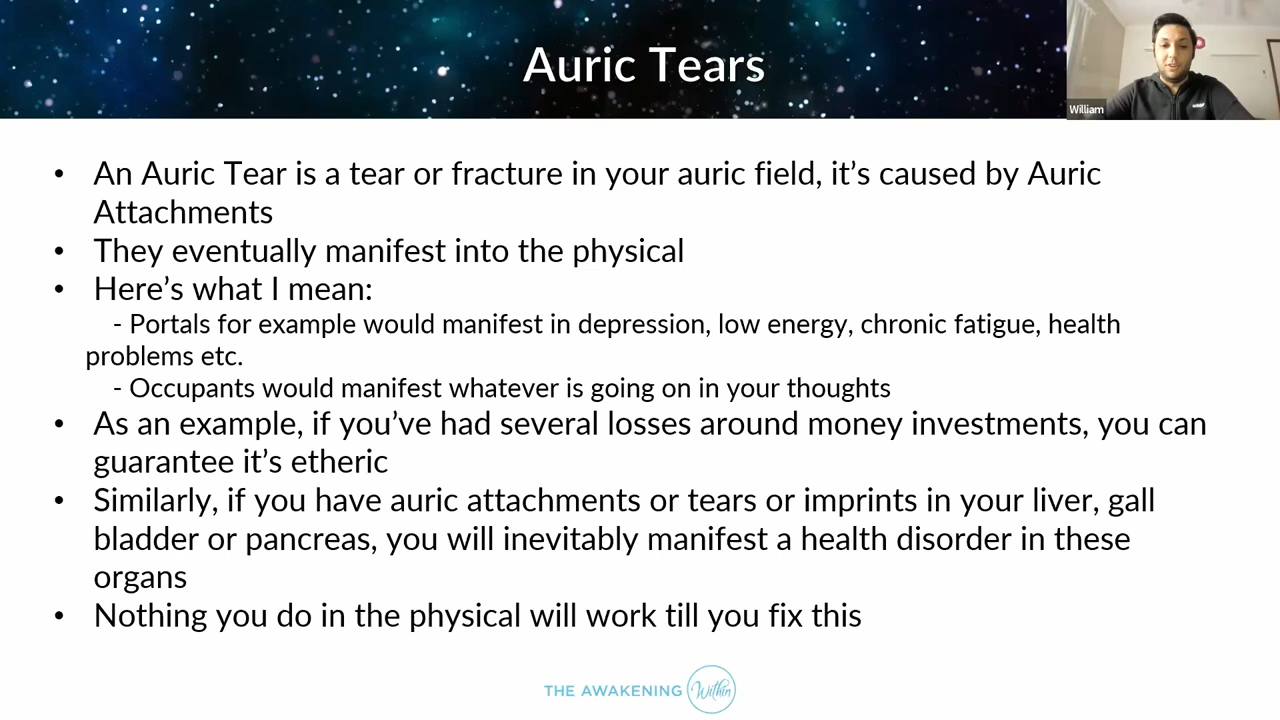 Auric Tears
William
• An Auric Tear is a tear or fracture in your auric field, it’s caused by Auric
Attachments
• They eventually manifest into the physical
• Here’s what I mean:
- Portals for example would manifest in depression, low energy, chronic fatigue, health
problems etc.
- Occupants would manifest whatever is going on in your thoughts
• As an example, if you’ve had several losses around money investments, you can
guarantee it’s etheric
• Similarly, if you have auric attachments or tears or imprints in your liver, gall
bladder or pancreas, you will inevitably manifest a health disorder in these
organs
• Nothing you do in the physical will work till you fix this
THE AWAKENING Within